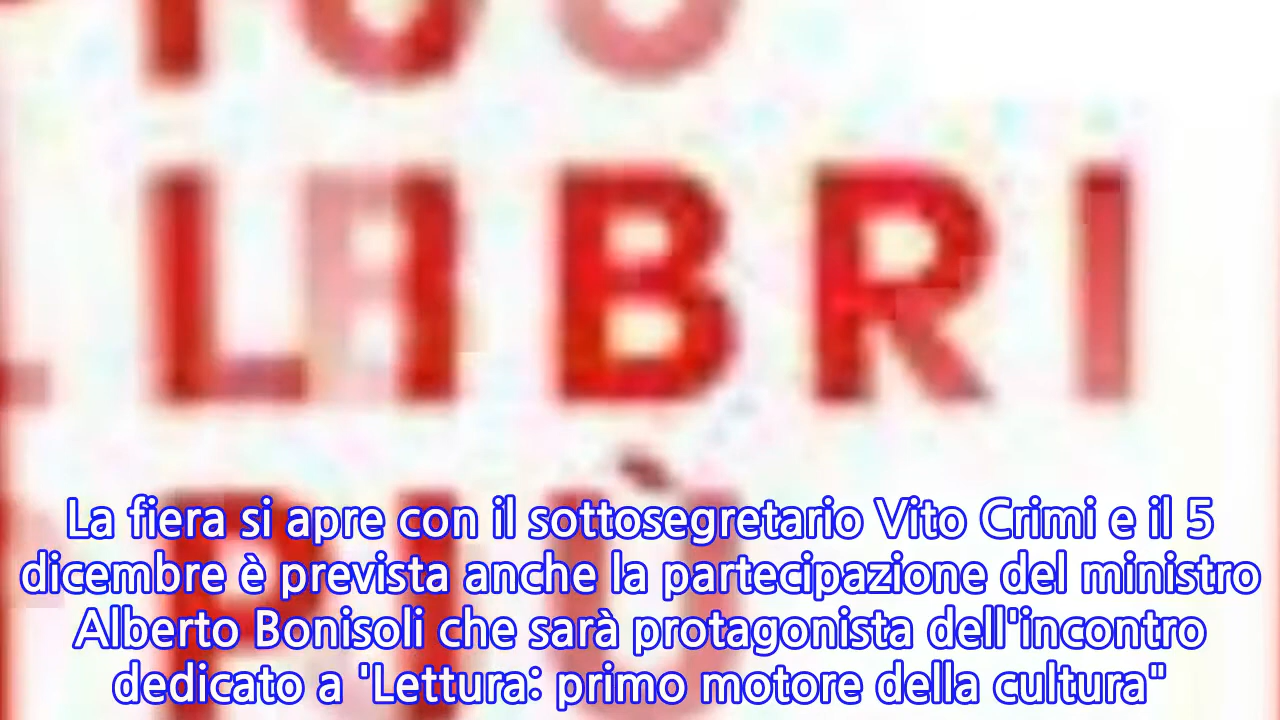 LIBRI
PIÙ
La fiera si apre con il sottosegretario Vito Crimi e il 5
dicembre è prevista anche la partecipazione del ministro
Alberto Bonisoli che sarà protagonista dell'incontro
dedicato a 'Lettura: primo motore della cultura"